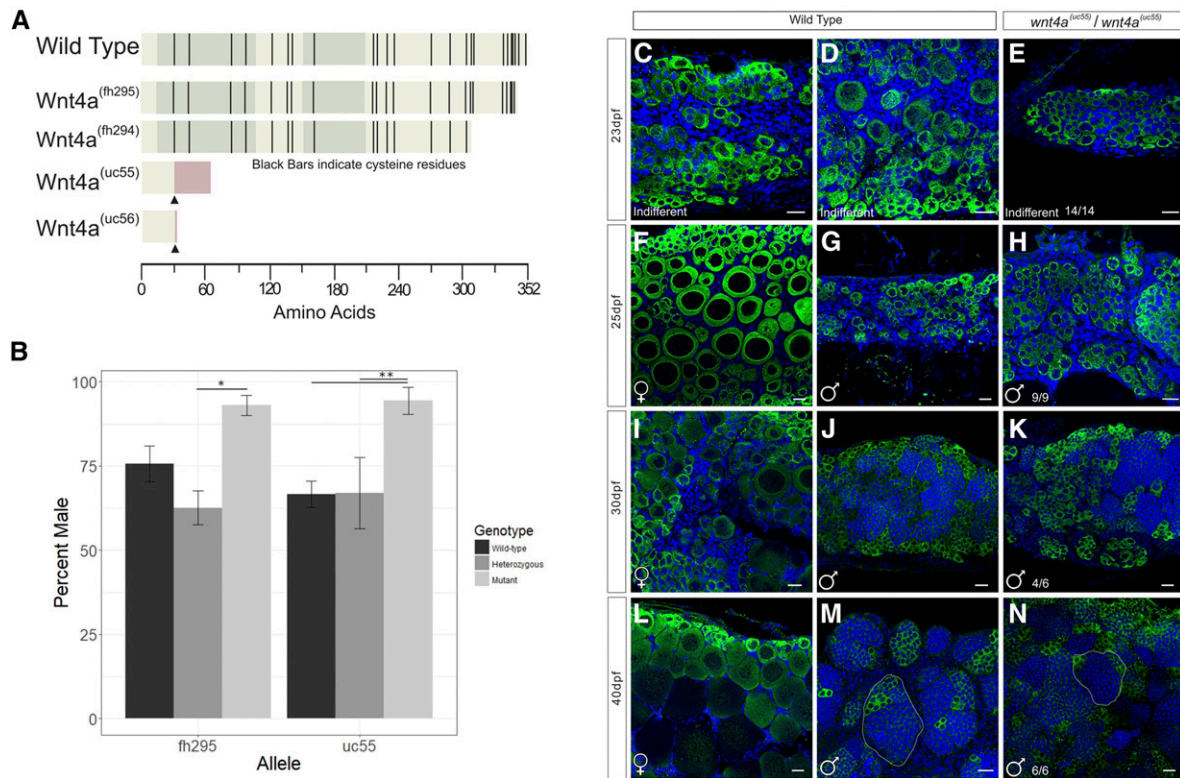 A
Wild Type
Wnt4a(fh295)
Wnt4a(fh294)
Black Bars indicate cysteine residues
Wnt4a(uc55)
Wnt4a(uc56)
0 60 120 180 240 300 352
Amino Acids
B
100
75
50
25
0
Percent Male
*
**
fh295 uc55
Allele
Genotype
Wild-type
Heterozygous
Mutant
Wild Type
wnt4a(uc55) / wnt4a(uc55)
23dpf
C
Indifferent
D
Indifferent
E
Indifferent 14/14
25dpf
F
♀
G
♂
H
♂ 9/9
30dpf
I
♀
J
♂
K
♂ 4/6
40dpf
L
♀
M
♂
N
♂ 6/6